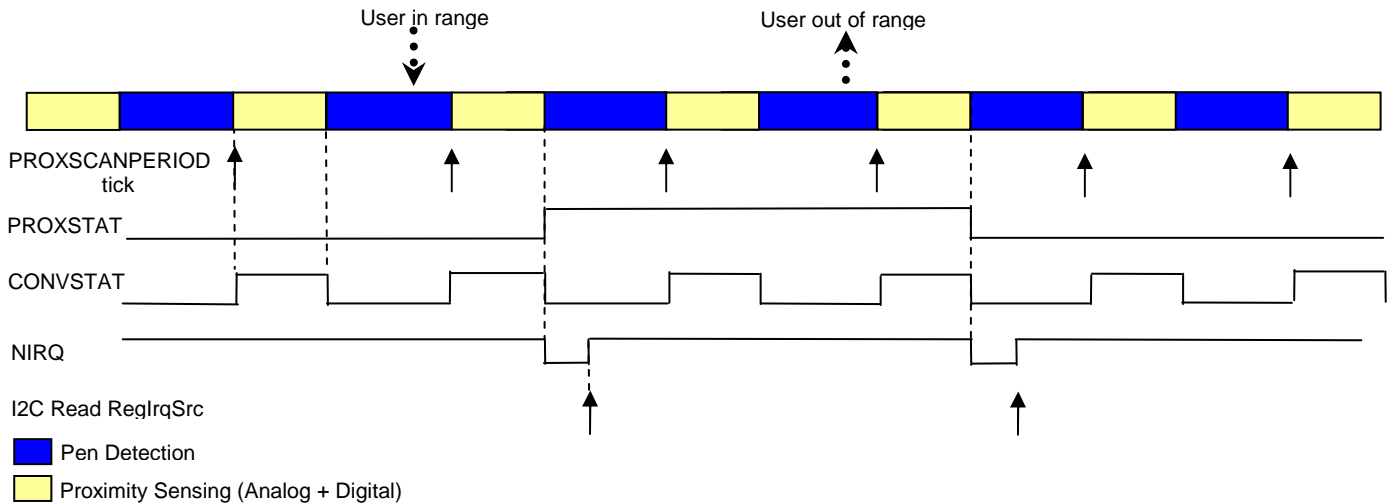 User in range
User out of range
PROXSCANPERIOD
tick
PROXSTAT
CONVSTAT
NIRQ
I2C Read RegIrqSrc
Pen Detection
Proximity Sensing (Analog + Digital)